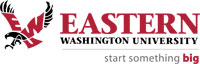 EASTERN
WASHINGTON UNIVERSITY
start something big